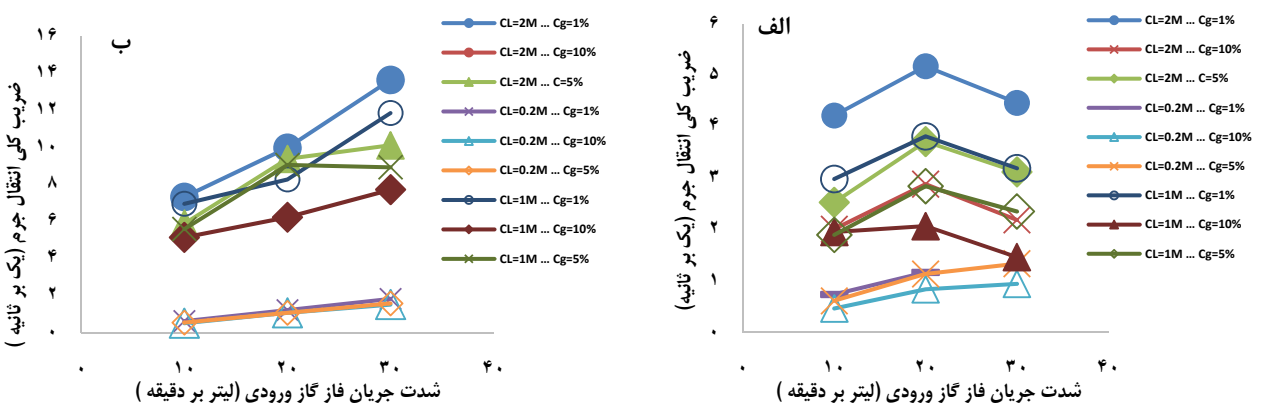 الف
ضریب کلی انتقال جرم (یک بر ثانیه)
۶
۵
۴
۳
۲
۱
۰
۰ ۱۰ ۲۰ ۳۰ ۴۰
شدت جریان فاز گاز ورودی (لیتر بر دقیقه )
CL=2M ... Cg=1%
CL=2M ... Cg=10%
CL=2M ... C=5%
CL=0.2M ... Cg=1%
CL=0.2M ... Cg=10%
CL=0.2M ... Cg=5%
CL=1M ... Cg=1%
CL=1M ... Cg=10%
CL=1M ... Cg=5%
ب
ضریب کلی انتقال جرم (یک بر ثانیه )
۱۶
۱۴
۱۲
۱۰
۸
۶
۴
۲
۰
۰ ۱۰ ۲۰ ۳۰ ۴۰
شدت جریان فاز گاز ورودی (لیتر بر دقیقه )
CL=2M ... Cg=1%
CL=2M ... Cg=10%
CL=2M ... C=5%
CL=0.2M ... Cg=1%
CL=0.2M ... Cg=10%
CL=0.2M ... Cg=5%
CL=1M ... Cg=1%
CL=1M ... Cg=10%
CL=1M ... Cg=5%